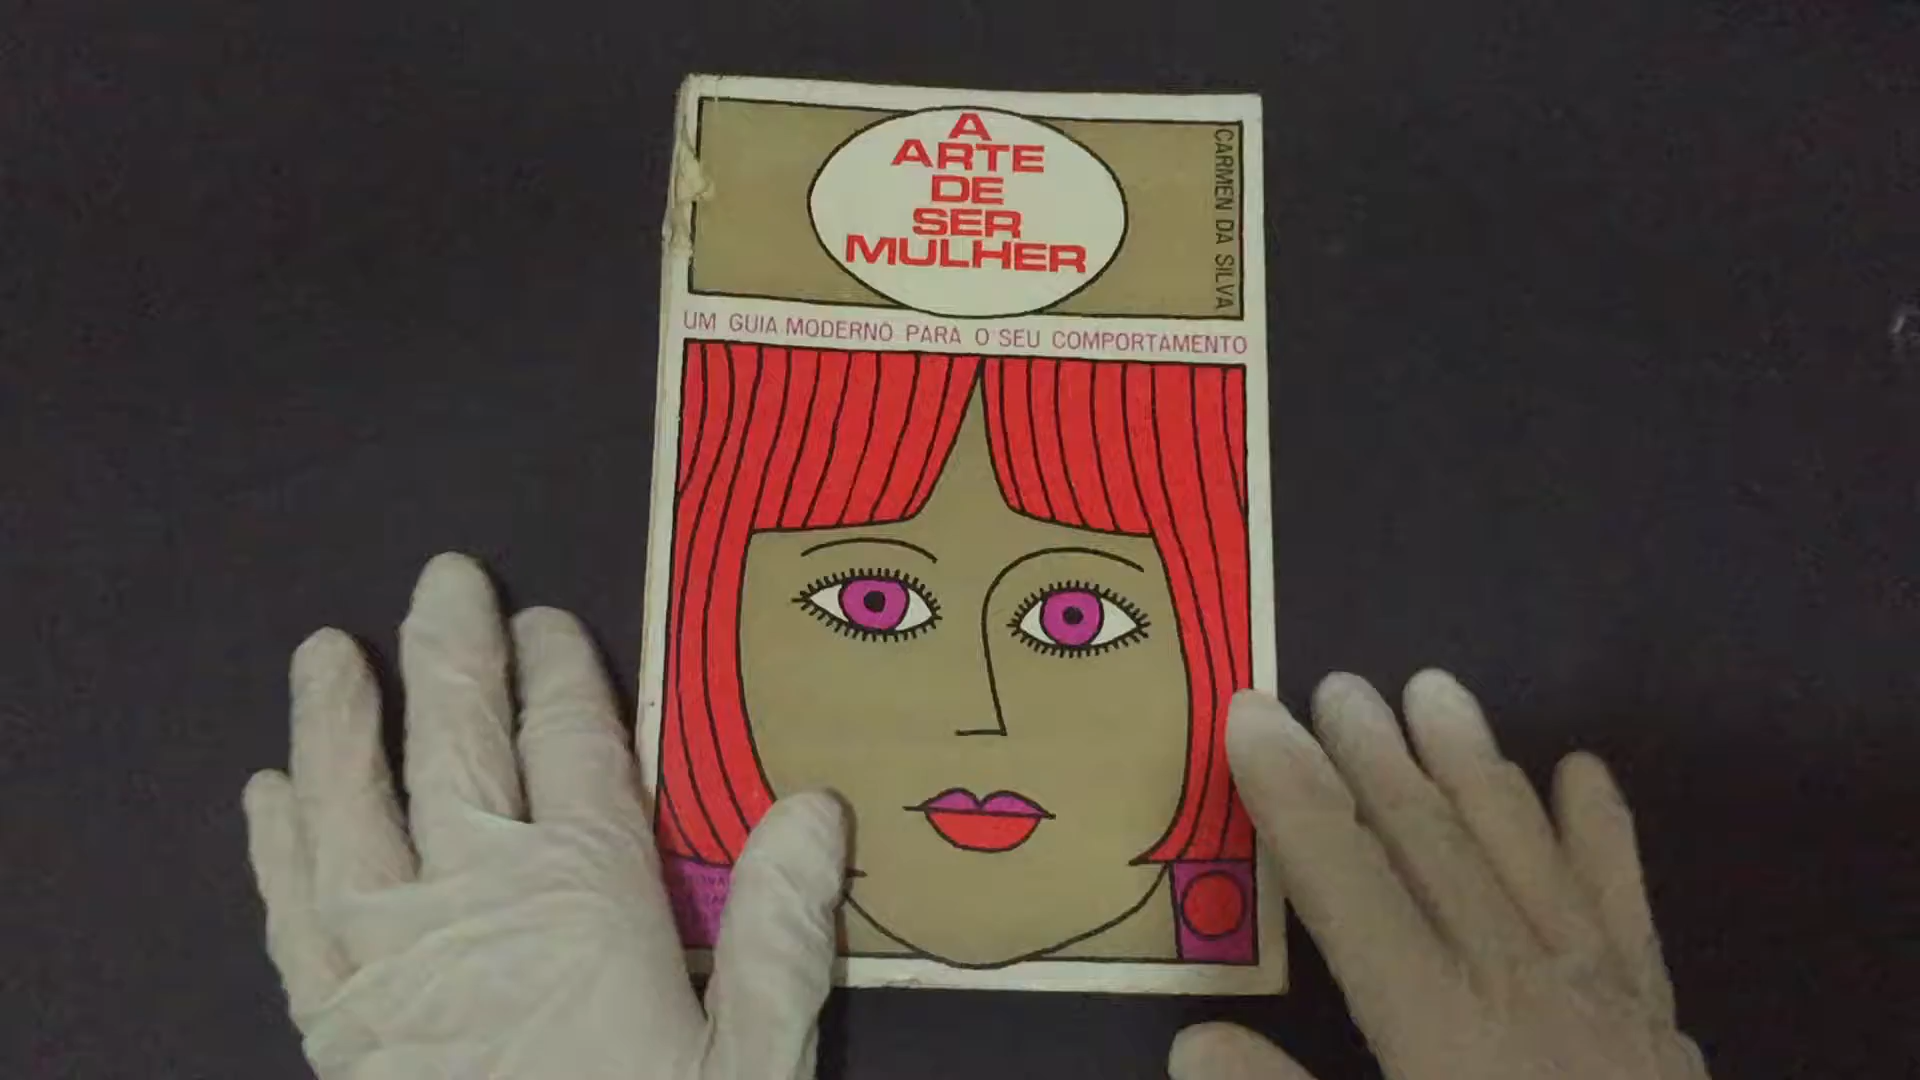 A
ARTE
DE
SER
MULHER
CARMEN DA SILVA
UM GUIA MODERNO PARA O SEU COMPORTAMENTO